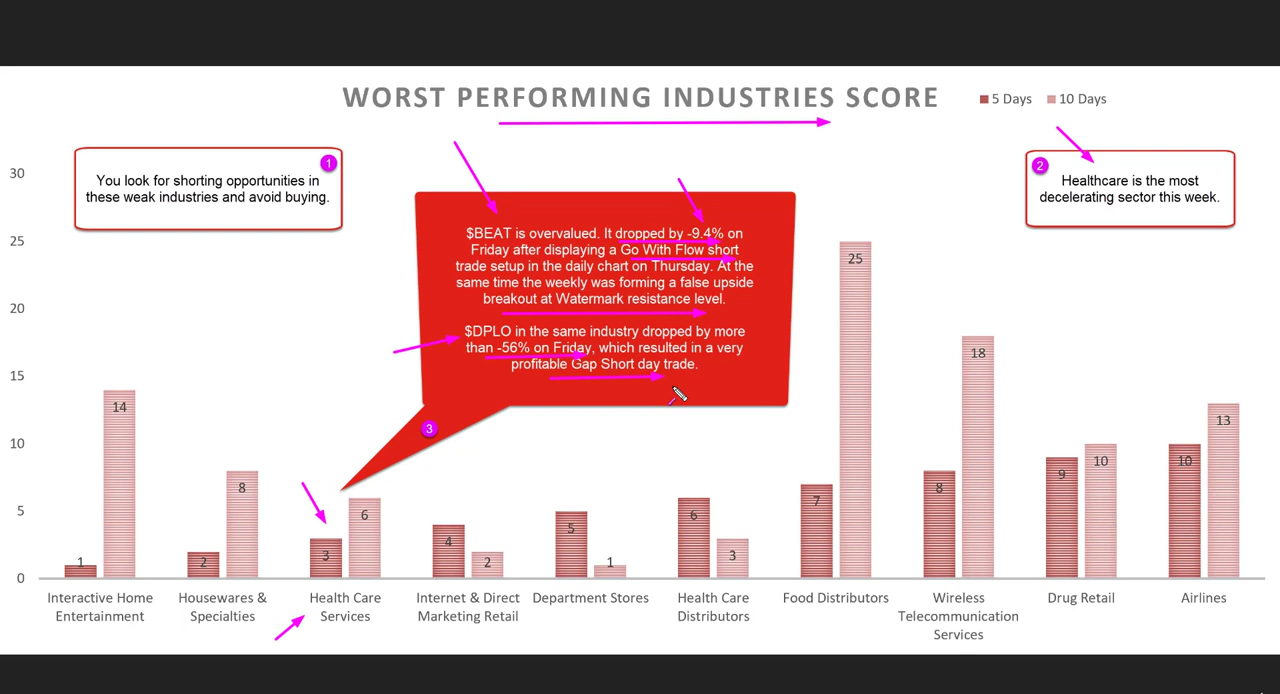 WORST PERFORMING INDUSTRIES SCORE
5 Days
10 Days
1
You look for shorting opportunities in
these weak industries and avoid buying.
2
Healthcare is the most
decelerating sector this week.
$BEAT is overvalued. It dropped by -9.4% on
Friday after displaying a Go With Flow short
trade setup in the daily chart on Thursday. At the
same time the weekly was forming a false upside
breakout at Watermark resistance level.
$DPLO in the same industry dropped by more
than -56% on Friday, which resulted in a very
profitable Gap Short day trade.
3
30
25
20
15
10
5
0
1
14
2
8
3
6
4
2
5
1
6
3
7
25
8
18
9
10
10
13
Interactive Home
Entertainment
Housewares &
Specialties
Health Care
Services
Internet & Direct
Marketing Retail
Department Stores
Health Care
Distributors
Food Distributors
Wireless
Telecommunication
Services
Drug Retail
Airlines